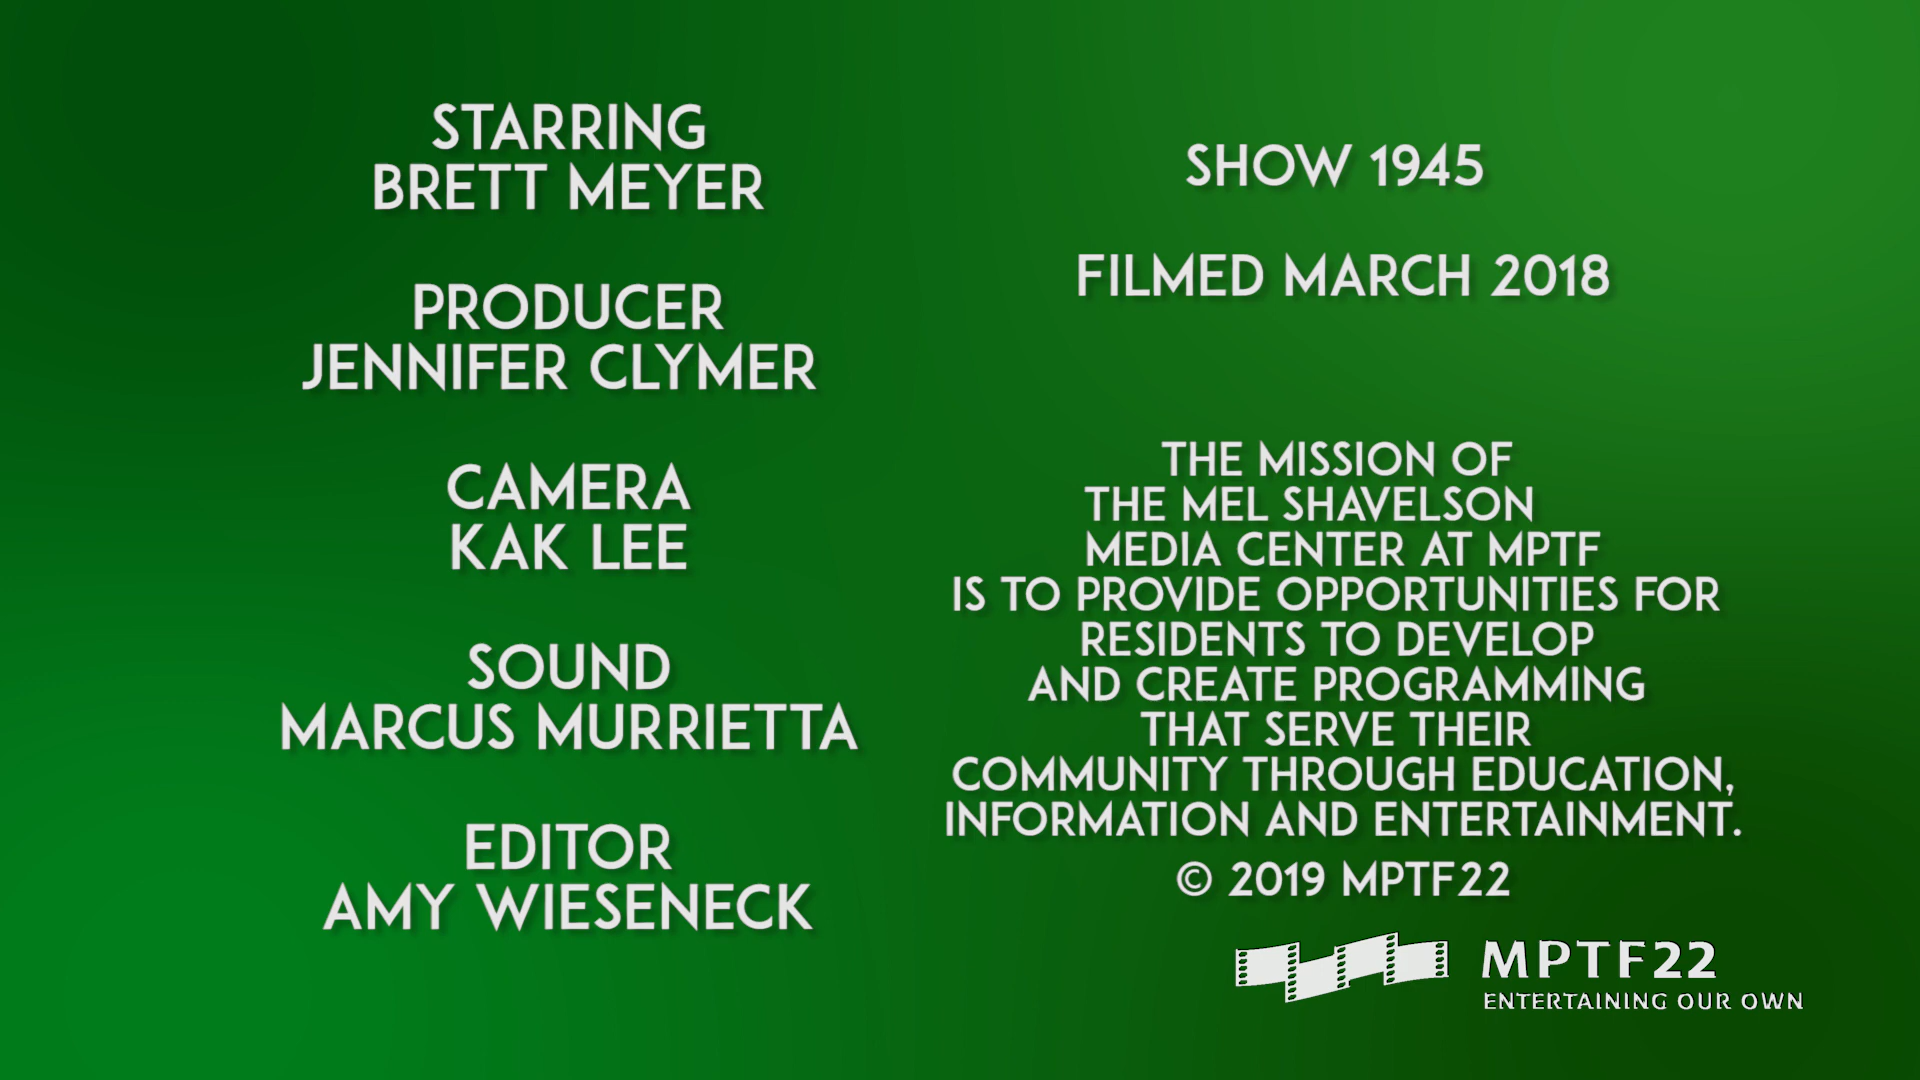 STARRING
BRETT MEYER
PRODUCER
JENNIFER CLYMER
CAMERA
KAK LEE
SOUND
MARCUS MURRIETTA
EDITOR
AMY WIESENECK
SHOW 1945
FILMED MARCH 2018
THE MISSION OF
THE MEL SHAVELSON
MEDIA CENTER AT MPTF
IS TO PROVIDE OPPORTUNITIES FOR
RESIDENTS TO DEVELOP
AND CREATE PROGRAMMING
THAT SERVE THEIR
COMMUNITY THROUGH EDUCATION,
INFORMATION AND ENTERTAINMENT.
© 2019 MPTF22
MPTF22
ENTERTAINING OUR OWN